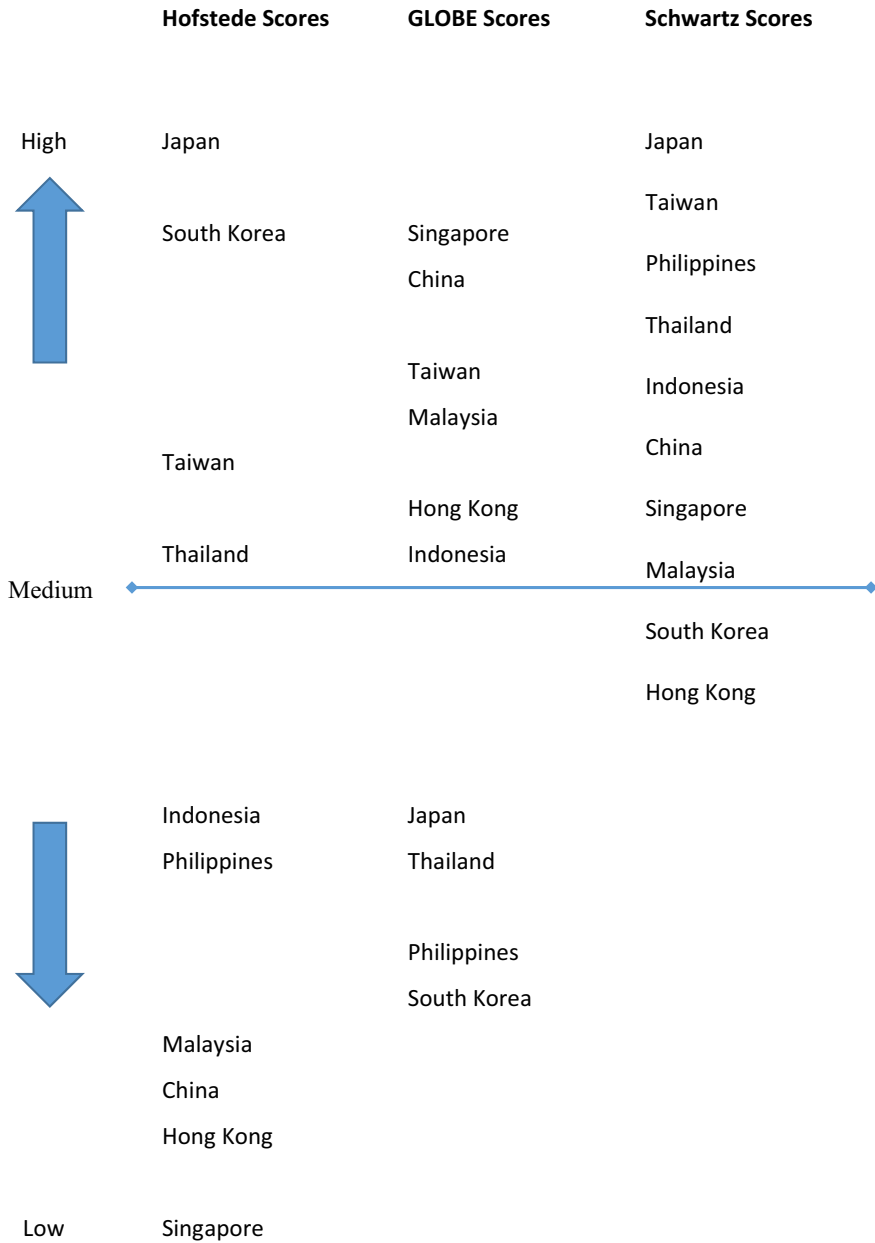 Hofstede Scores GLOBE Scores Schwartz Scores
High Japan Japan
Taiwan
South Korea Singapore
Philippines
China
Thailand
Taiwan
Indonesia
Malaysia
China
Taiwan
Hong Kong Singapore
Thailand Indonesia
Malaysia
Medium
South Korea
Hong Kong
Indonesia Japan
Philippines Thailand
Philippines
South Korea
Malaysia
China
Hong Kong
Low Singapore